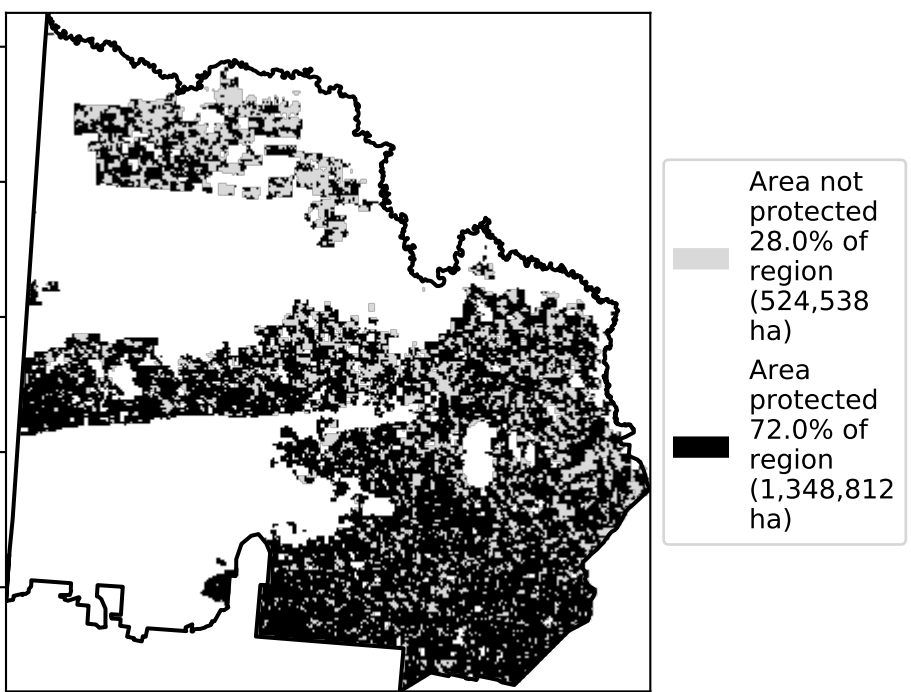 Area not
protected
28.0% of
region
(524,538
ha)
Area
protected
72.0% of
region
(1,348,812
ha)